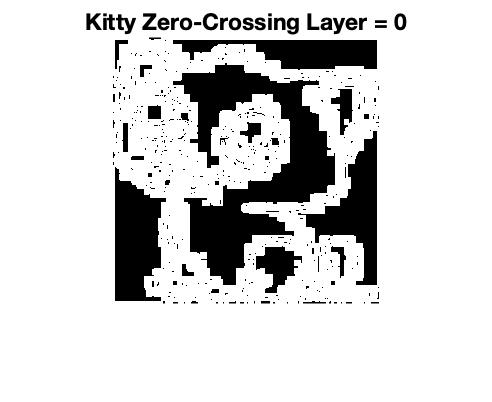 Kitty Zero-Crossing Layer = 0